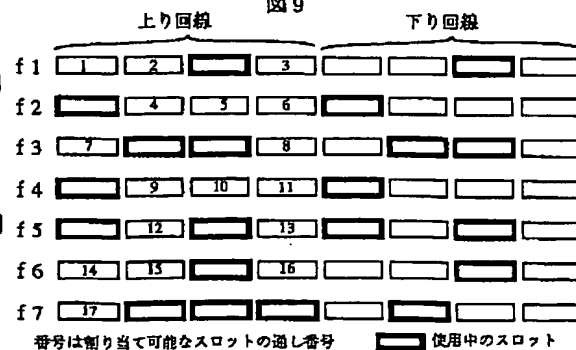 図9
上り回線 下り回線
f1 1 2 3
f2 4 5 6
f3 7 8
f4 9 10 11
f5 12 13
f6 14 15 16
f7 17
番号は割り当て可能なスロットの通し番号 使用中のスロット